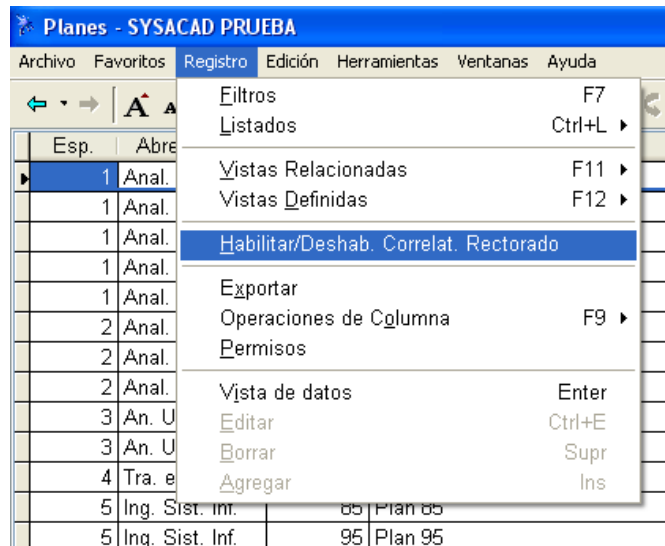 Planes - SYSACAD PRUEBA
Archivo Favoritos Registro Edición Herramientas Ventanas Ayuda
A A
Filtros F7
Listados Ctrl+L
Vistas Relacionadas F11
Vistas Definidas F12
Habilitar/Deshab. Correlat. Rectorado
Exportar
Operaciones de Columna F9
Permisos
Vista de datos Enter
Editar Ctrl+E
Borrar Supr
Agregar Ins
Esp. Abre
1 Anal.
1 Anal.
1 Anal.
1 Anal.
1 Anal.
2 Anal.
2 Anal.
2 Anal.
3 An. U
3 An. U
4 Tra. e
5 Ing. Sist. Inf. 85 Plan 85
5 Ing. Sist. Inf. 95 Plan 95